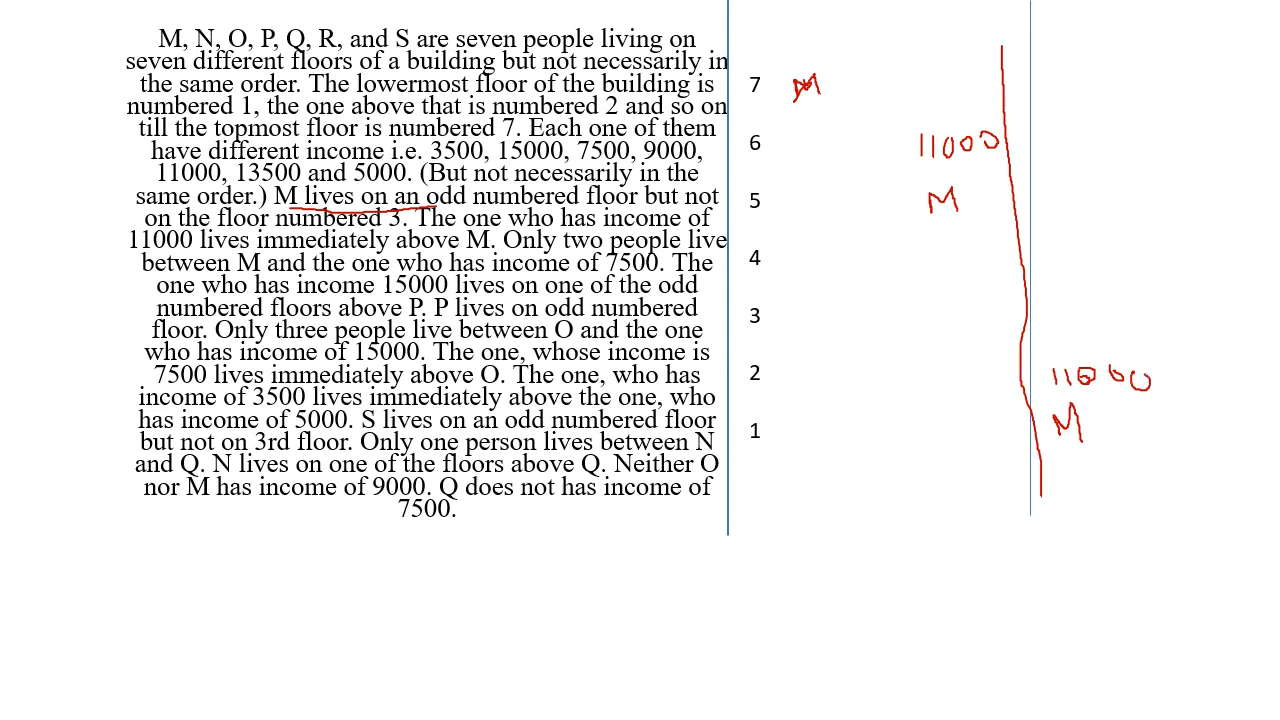 M, N, O, P, Q, R, and S are seven people living on
seven different floors of a building but not necessarily in
the same order. The lowermost floor of the building is
numbered 1, the one above that is numbered 2 and so on
till the topmost floor is numbered 7. Each one of them
have different income i.e. 3500, 15000, 7500, 9000,
11000, 13500 and 5000. (But not necessarily in the
same order.) M lives on an odd numbered floor but not
on the floor numbered 3. The one who has income of
11000 lives immediately above M. Only two people live
between M and the one who has income of 7500. The
one who has income 15000 lives on one of the odd
numbered floors above P. P lives on odd numbered
floor. Only three people live between O and the one
who has income of 15000. The one, whose income is
7500 lives immediately above O. The one, who has
income of 3500 lives immediately above the one, who
has income of 5000. S lives on an odd numbered floor
but not on 3rd floor. Only one person lives between N
and Q. N lives on one of the floors above Q. Neither O
nor M has income of 9000. Q does not has income of
7500.
7 M
6 11000
5 M
4
3
2 11000
1 M